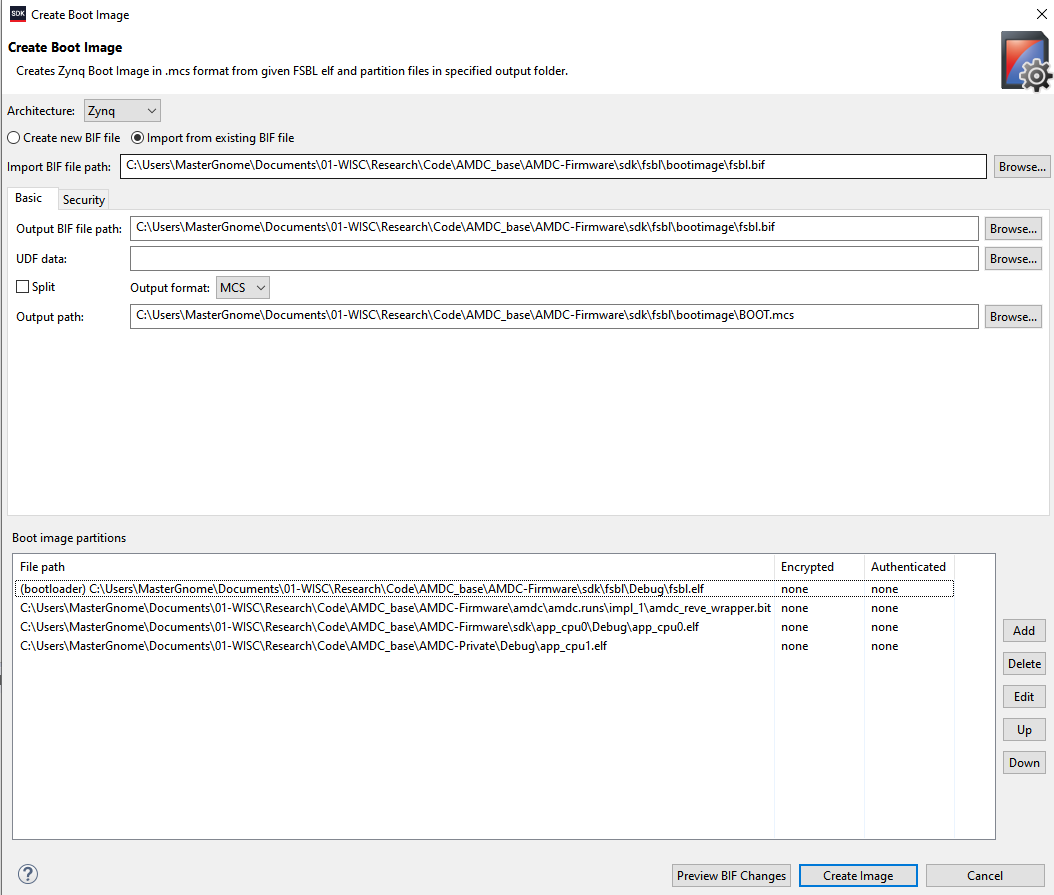 SDK Create Boot Image
Create Boot Image
Creates Zynq Boot Image in .mcs format from given FSBL elf and partition files in specified output folder.
Architecture: Zynq
Create new BIF file Import from existing BIF file
Import BIF file path: C:\Users\MasterGnome\Documents\01-WISC\Research\Code\AMDC_base\AMDC-Firmware\sdk\fsbl\bootimage\fsbl.bif Browse...
Basic Security
Output BIF file path: C:\Users\MasterGnome\Documents\01-WISC\Research\Code\AMDC_base\AMDC-Firmware\sdk\fsbl\bootimage\fsbl.bif Browse...
UDF data: Browse...
Split Output format: MCS
Output path: C:\Users\MasterGnome\Documents\01-WISC\Research\Code\AMDC_base\AMDC-Firmware\sdk\fsbl\bootimage\BOOT.mcs Browse...
Boot image partitions
File path Encrypted Authenticated
(bootloader) C:\Users\MasterGnome\Documents\01-WISC\Research\Code\AMDC_base\AMDC-Firmware\sdk\fsbl\Debug\fsbl.elf none none
C:\Users\MasterGnome\Documents\01-WISC\Research\Code\AMDC_base\AMDC-Firmware\amdc\amdc.runs\impl_1\amdc_reve_wrapper.bit none none
C:\Users\MasterGnome\Documents\01-WISC\Research\Code\AMDC_base\AMDC-Firmware\sdk\app_cpu0\Debug\app_cpu0.elf none none
C:\Users\MasterGnome\Documents\01-WISC\Research\Code\AMDC_base\AMDC-Private\Debug\app_cpu1.elf none none
Add
Delete
Edit
Up
Down
? Preview BIF Changes Create Image Cancel